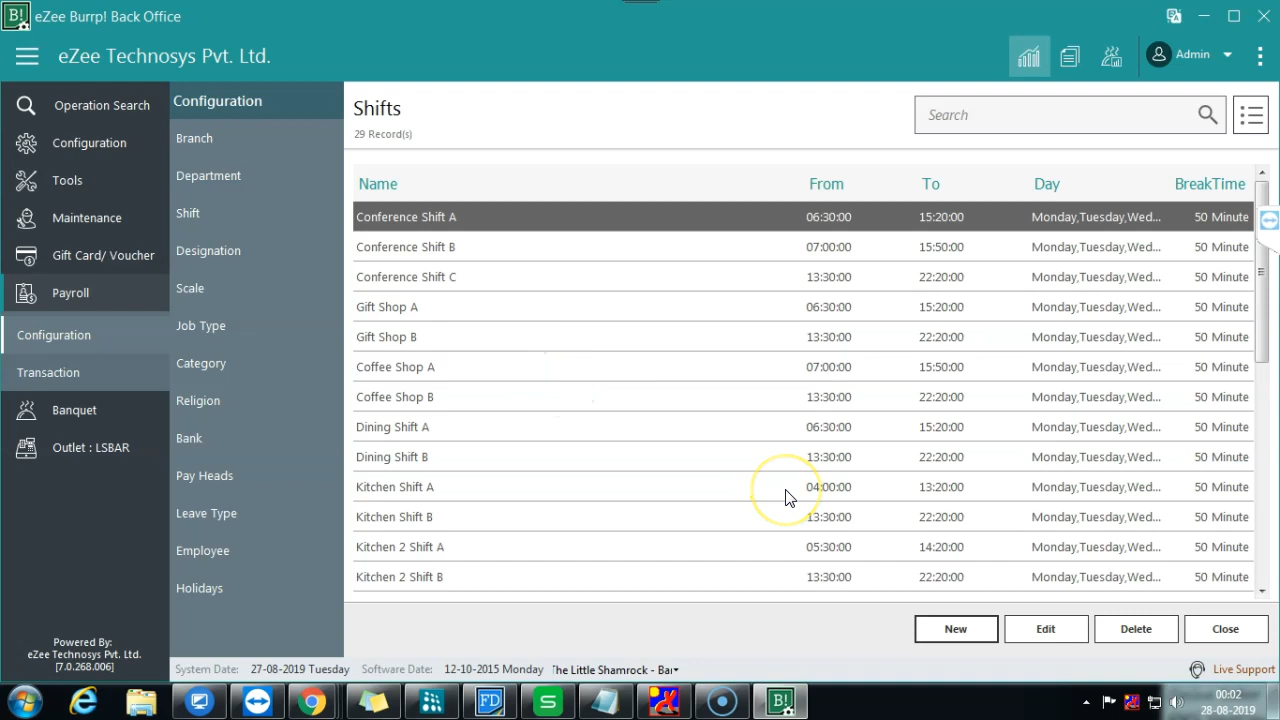 B! eZee Burrp! Back Office
eZee Technosys Pvt. Ltd.
Admin
Operation Search
Configuration
Tools
Maintenance
Gift Card/ Voucher
Payroll
Configuration
Transaction
Banquet
Outlet : LSBAR
Powered By:
eZee Technosys Pvt. Ltd.
[7.0.268.006]
Configuration
Branch
Department
Shift
Designation
Scale
Job Type
Category
Religion
Bank
Pay Heads
Leave Type
Employee
Holidays
Shifts
29 Record(s)
Search
Name From To Day BreakTime
Conference Shift A 06:30:00 15:20:00 Monday,Tuesday,Wed... 50 Minute
Conference Shift B 07:00:00 15:50:00 Monday,Tuesday,Wed... 50 Minute
Conference Shift C 13:30:00 22:20:00 Monday,Tuesday,Wed... 50 Minute
Gift Shop A 06:30:00 15:20:00 Monday,Tuesday,Wed... 50 Minute
Gift Shop B 13:30:00 22:20:00 Monday,Tuesday,Wed... 50 Minute
Coffee Shop A 07:00:00 15:50:00 Monday,Tuesday,Wed... 50 Minute
Coffee Shop B 13:30:00 22:20:00 Monday,Tuesday,Wed... 50 Minute
Dining Shift A 06:30:00 15:20:00 Monday,Tuesday,Wed... 50 Minute
Dining Shift B 13:30:00 22:20:00 Monday,Tuesday,Wed... 50 Minute
Kitchen Shift A 04:00:00 13:20:00 Monday,Tuesday,Wed... 50 Minute
Kitchen Shift B 13:30:00 22:20:00 Monday,Tuesday,Wed... 50 Minute
Kitchen 2 Shift A 05:30:00 14:20:00 Monday,Tuesday,Wed... 50 Minute
Kitchen 2 Shift B 13:30:00 22:20:00 Monday,Tuesday,Wed... 50 Minute
New Edit Delete Close
System Date: 27-08-2019 Tuesday Software Date: 12-10-2015 Monday The Little Shamrock - Bar Live Support
FD S B!
00:02
28-08-2019